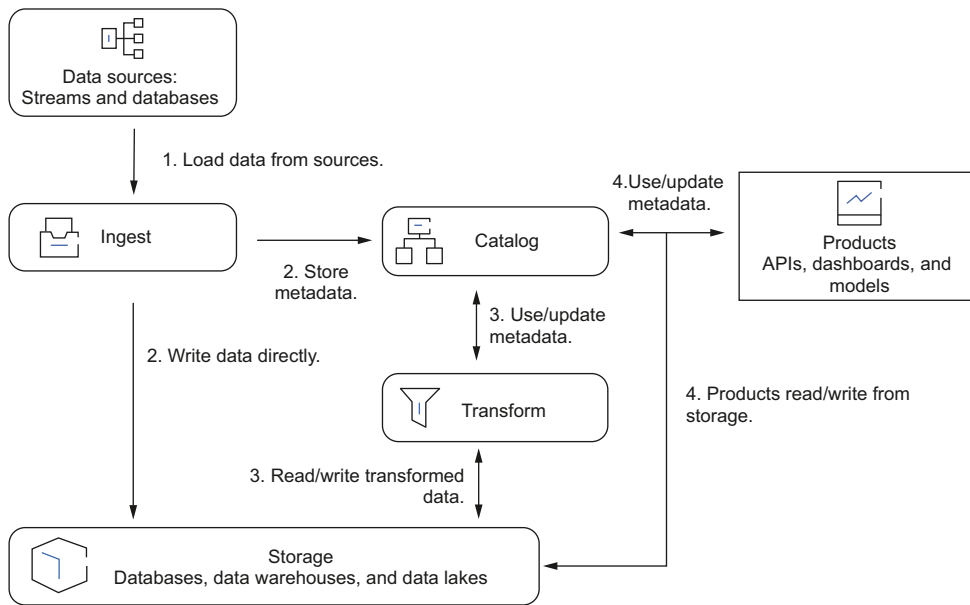 Data sources:
Streams and databases
1. Load data from sources.
Ingest
2. Store
metadata.
Catalog
4.Use/update
metadata.
Products
APIs, dashboards, and
models
3. Use/update
metadata.
2. Write data directly.
Transform
4. Products read/write from
storage.
3. Read/write transformed
data.
Storage
Databases, data warehouses, and data lakes